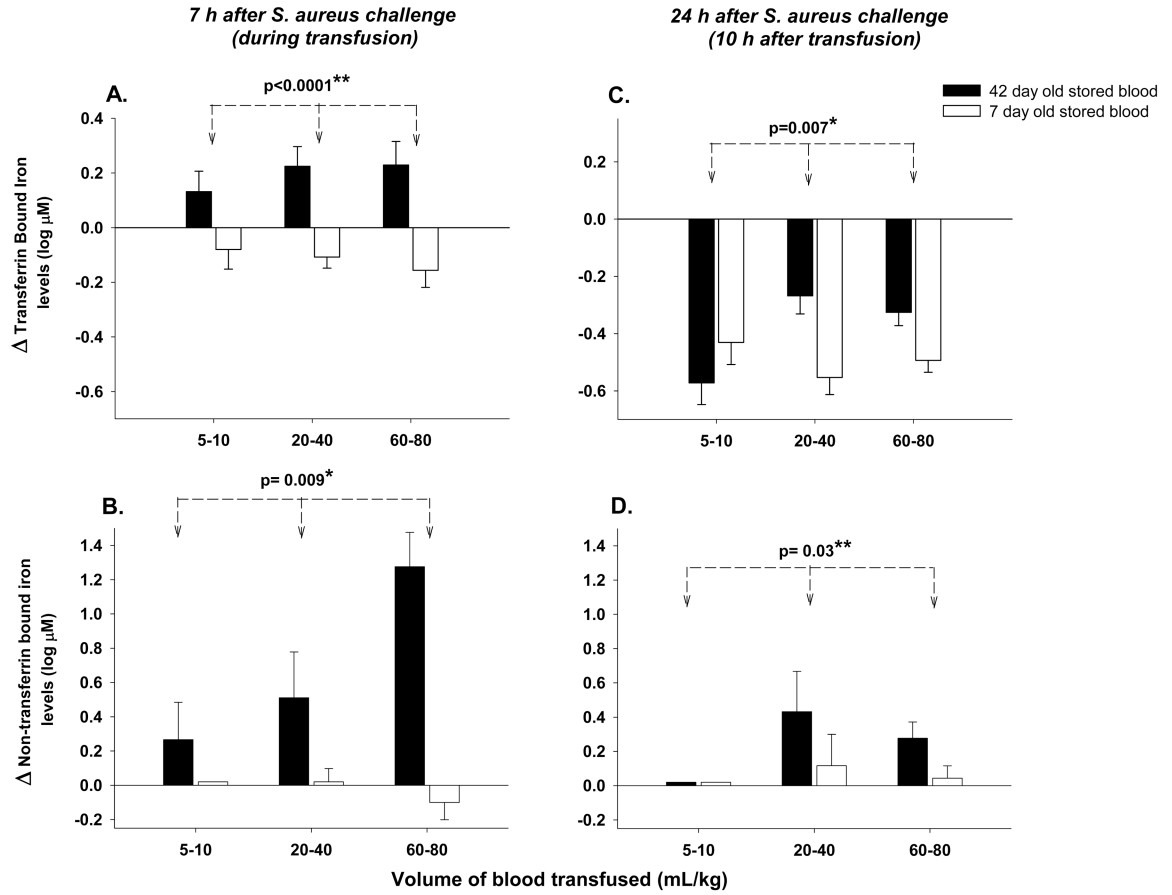 7 h after S. aureus challenge
(during transfusion)
24 h after S. aureus challenge
(10 h after transfusion)
42 day old stored blood
7 day old stored blood
A.
p<0.0001**
0.4
0.2
0.0
-0.2
-0.4
-0.6
Δ Transferrin Bound Iron
levels (log μM)
5-10
20-40
60-80
C.
p=0.007*
0.2
0.0
-0.2
-0.4
-0.6
5-10
20-40
60-80
B.
p= 0.009*
1.4
1.2
1.0
0.8
0.6
0.4
0.2
0.0
-0.2
Δ Non-transferrin bound iron
levels (log μM)
5-10
20-40
60-80
D.
p= 0.03**
1.4
1.2
1.0
0.8
0.6
0.4
0.2
0.0
-0.2
5-10
20-40
60-80
Volume of blood transfused (mL/kg)